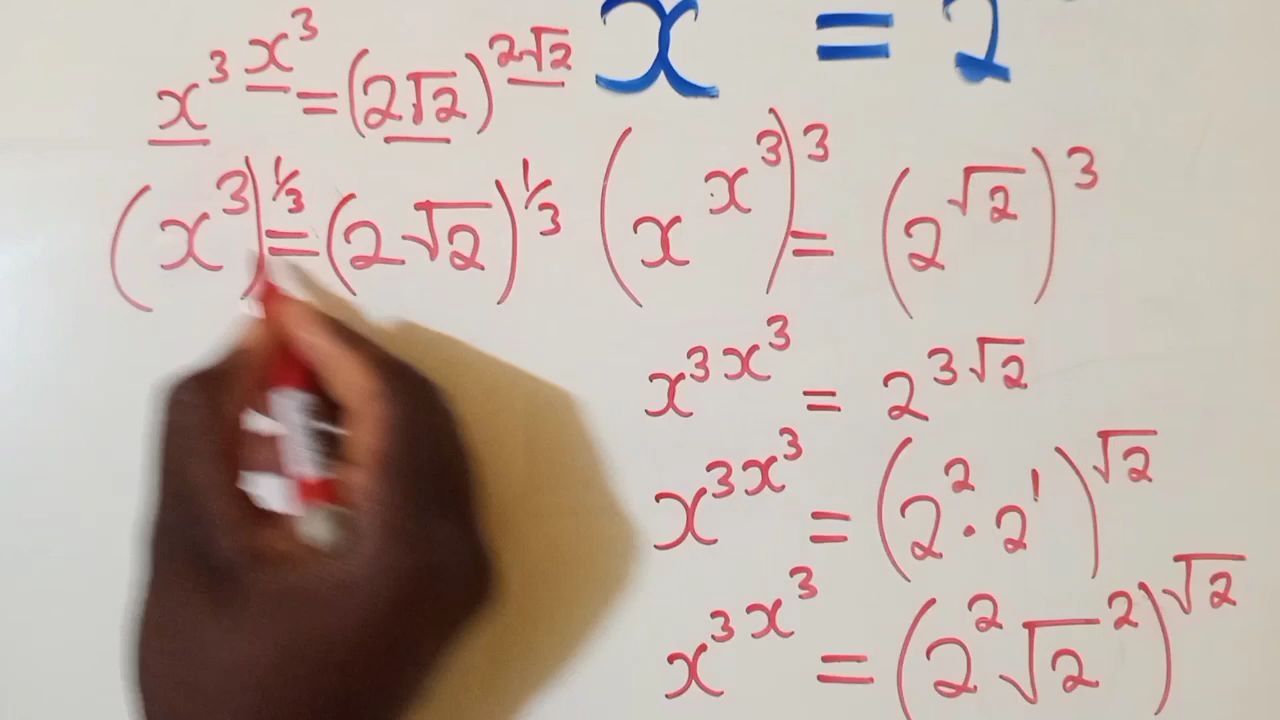 x = 2
x^{3x^3} = (2√2)^{2√2}
(x^3)^{1/3} = (2√2)^{1/3}
(x^{x^3})^3 = (2^{√2})^3
x^{3x^3} = 2^{3√2}
x^{3x^3} = (2^2 · 2^1)^{√2}
x^{3x^3} = (2^2 √2^2)^{√2}